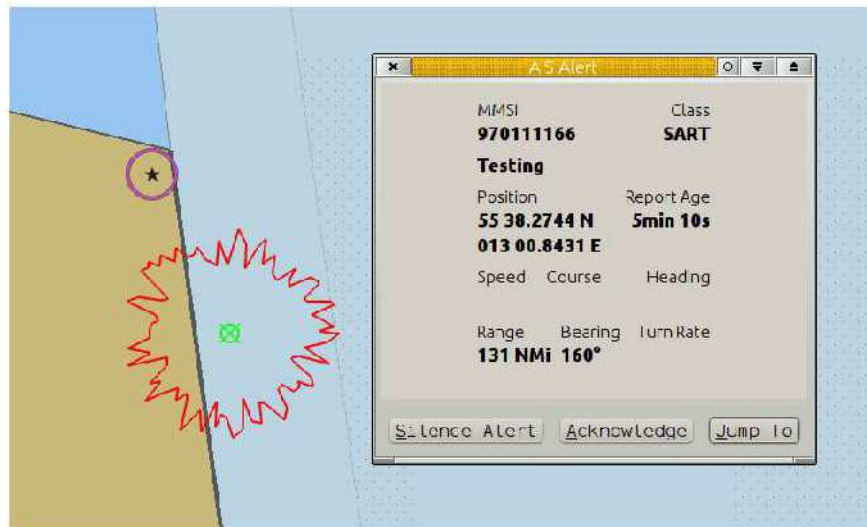 AIS Alert
MMSI Class
970111166 SART
Testing
Position Report Age
55 38.2744 N 5min 10s
013 00.8431 E
Speed Course Heading
Range Bearing Turn Rate
131 NMi 160°
Silence Alert Acknowledge Jump To